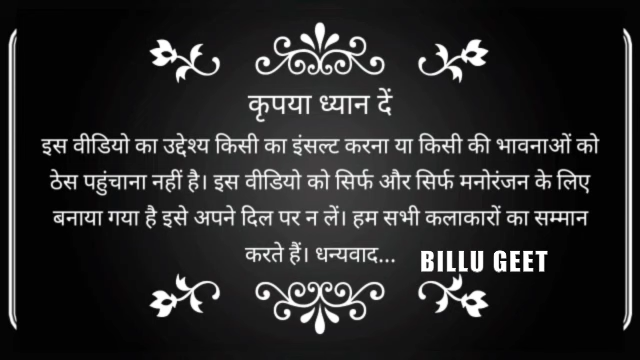 कृपया ध्यान दें
इस वीडियो का उद्देश्य किसी का इंसल्ट करना या किसी की भावनाओं को
ठेस पहुंचाना नहीं है। इस वीडियो को सिर्फ और सिर्फ मनोरंजन के लिए
बनाया गया है इसे अपने दिल पर न लें। हम सभी कलाकारों का सम्मान
करते हैं। धन्यवाद... BILLU GEET